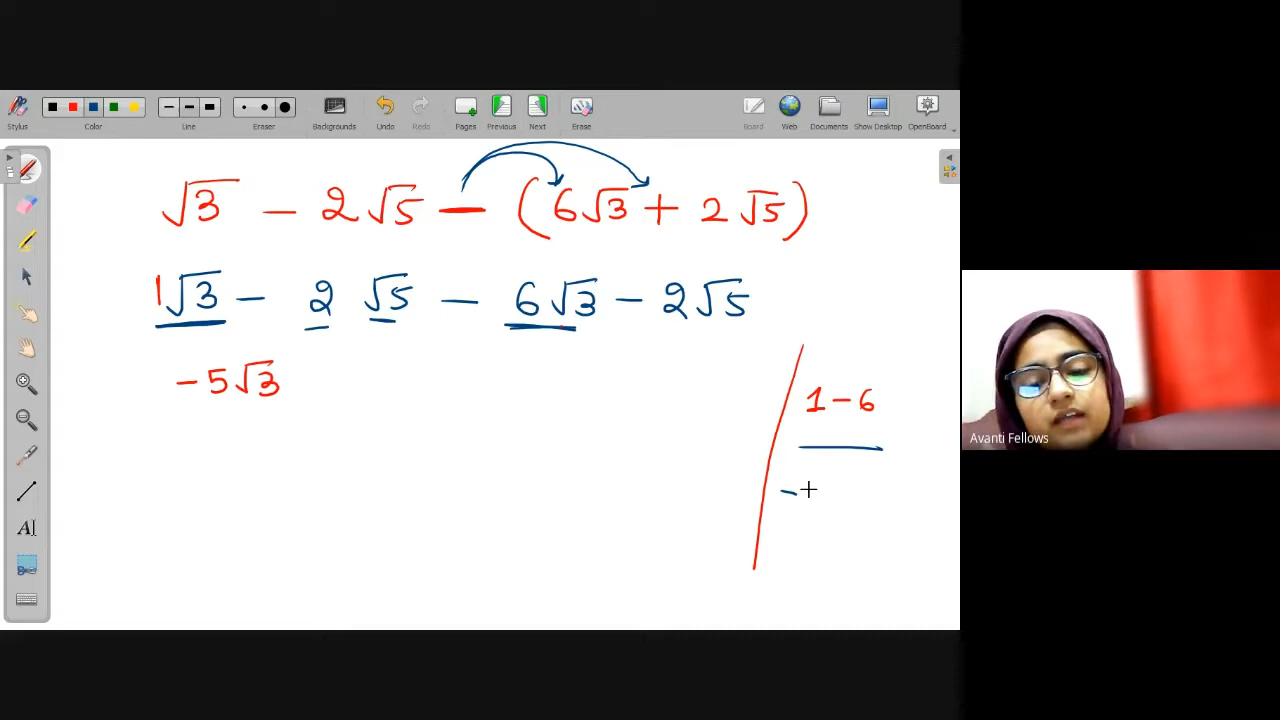 Stylus Color Line Eraser Backgrounds Undo Redo Pages Previous Next Erase Board Web Documents Show Desktop OpenBoard
√3 − 2√5 − (6√3 + 2√5)
1√3 − 2 √5 − 6√3 − 2√5
−5√3
1 − 6
−
Avanti Fellows